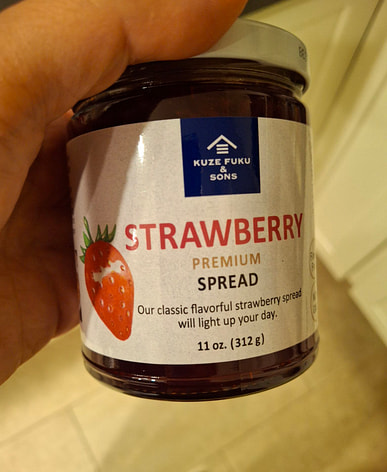 KUZE FUKU
&
SONS
STRAWBERRY
PREMIUM
SPREAD
Our classic flavorful strawberry spread
will light up your day.
11 oz. (312 g)